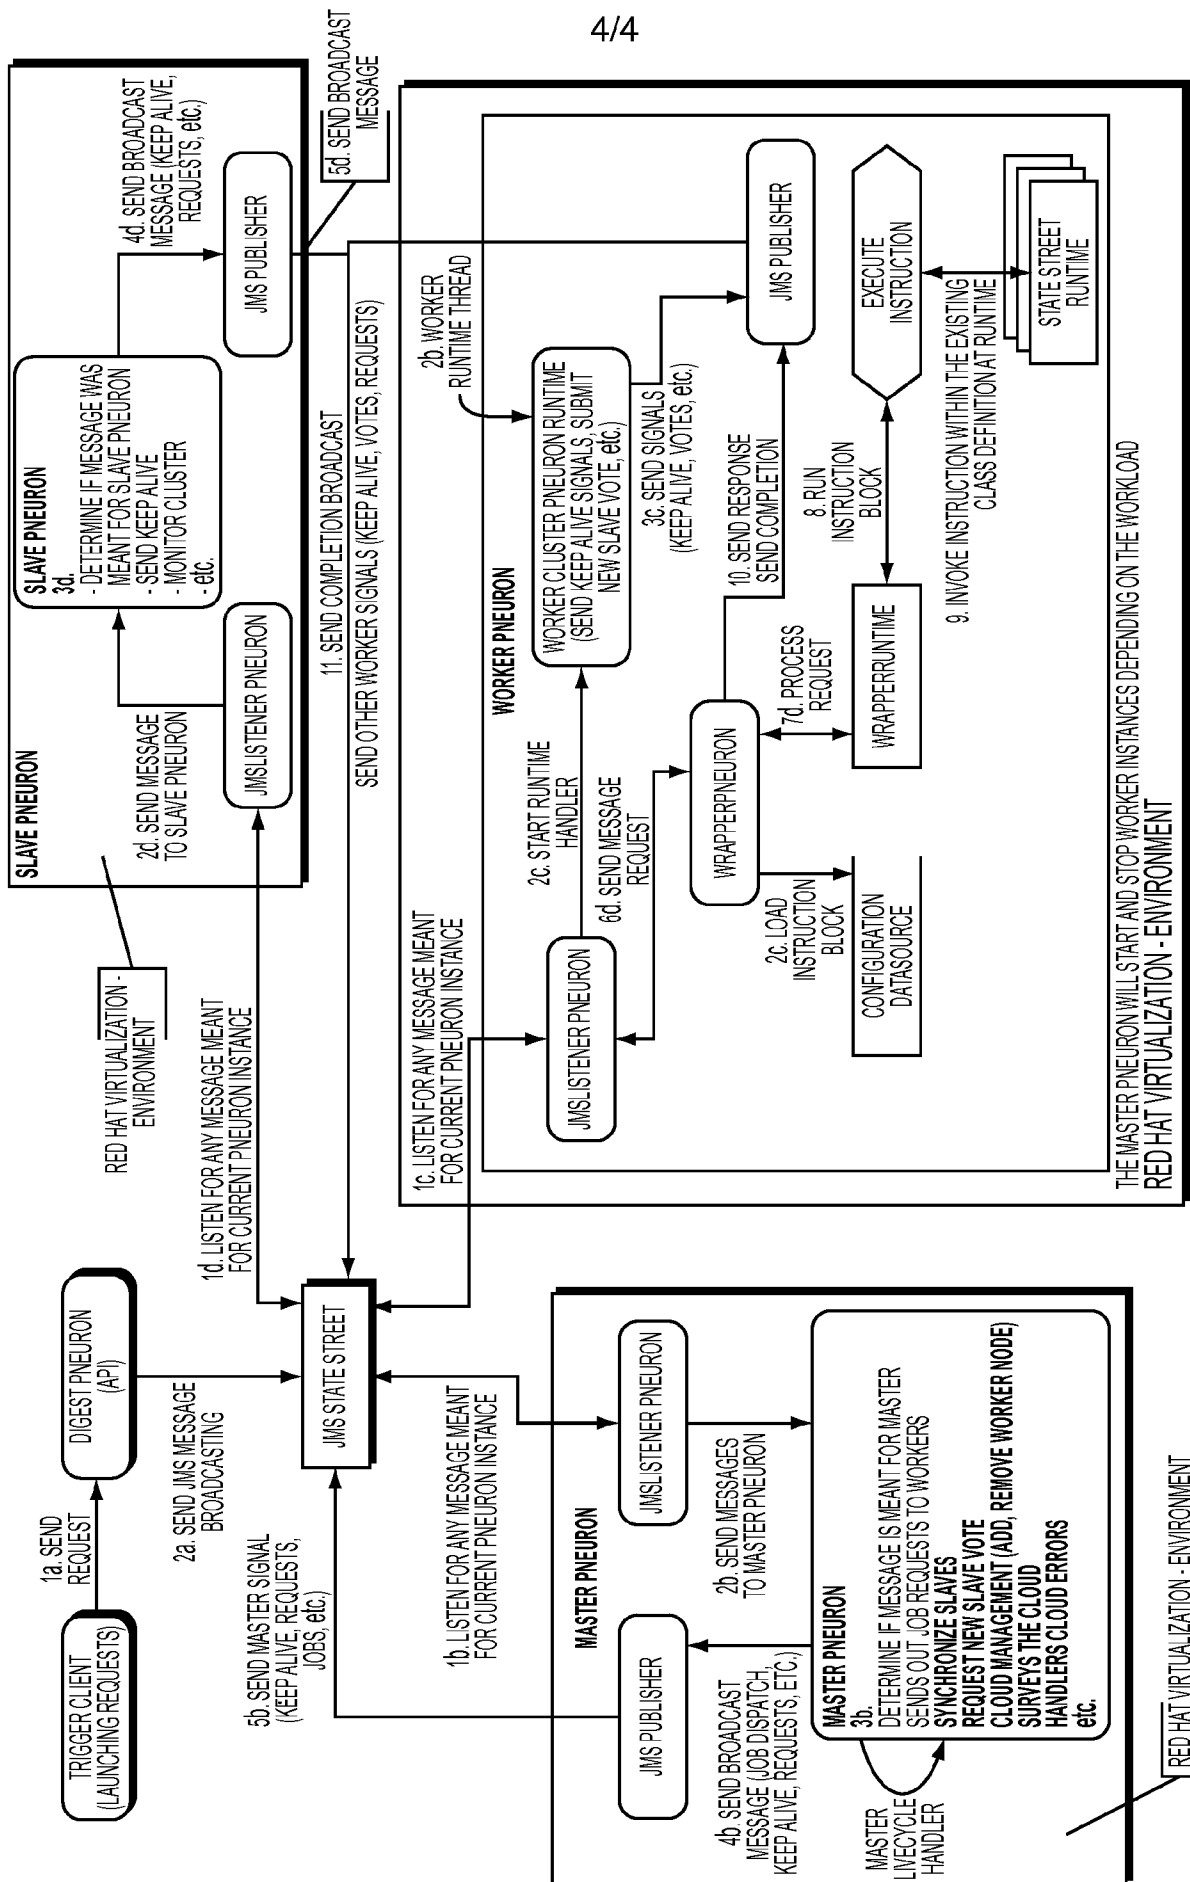 4/4
TRIGGER CLIENT
(LAUNCHING REQUESTS)
1a. SEND
REQUEST
DIGEST PNEURON
(API)
2a. SEND JMS MESSAGE
BROADCASTING
JMS STATE STREET
5b. SEND MASTER SIGNAL
(KEEP ALIVE, REQUESTS,
JOBS, etc.)
1b. LISTEN FOR ANY MESSAGE MEANT
FOR CURRENT PNEURON INSTANCE
1d. LISTEN FOR ANY MESSAGE MEANT
FOR CURRENT PNEURON INSTANCE
RED HAT VIRTUALIZATION -
ENVIRONMENT
SLAVE PNEURON
2d. SEND MESSAGE
TO SLAVE PNEURON
JMSLISTENER PNEURON
SLAVE PNEURON
3d.
- DETERMINE IF MESSAGE WAS
MEANT FOR SLAVE PNEURON
- SEND KEEP ALIVE
- MONITOR CLUSTER
- etc.
4d. SEND BROADCAST
MESSAGE (KEEP ALIVE,
REQUESTS, etc.)
JMS PUBLISHER
5d. SEND BROADCAST
MESSAGE
11. SEND COMPLETION BROADCAST
SEND OTHER WORKER SIGNALS (KEEP ALIVE, VOTES, REQUESTS)
1c. LISTEN FOR ANY MESSAGE MEANT
FOR CURRENT PNEURON INSTANCE
WORKER PNEURON
2b. WORKER
RUNTIME THREAD
JMSLISTENER PNEURON
2c. START RUNTIME
HANDLER
WORKER CLUSTER PNEURON RUNTIME
(SEND KEEP ALIVE SIGNALS, SUBMIT
NEW SLAVE VOTE, etc.)
3c. SEND SIGNALS
(KEEP ALIVE, VOTES, etc.)
6d. SEND MESSAGE
REQUEST
WRAPPERPNEURON
10. SEND RESPONSE
SEND COMPLETION
JMS PUBLISHER
2c. LOAD
INSTRUCTION
BLOCK
7d. PROCESS
REQUEST
8. RUN
INSTRUCTION
BLOCK
CONFIGURATION
DATASOURCE
WRAPPERRUNTIME
EXECUTE
INSTRUCTION
9. INVOKE INSTRUCTION WITHIN THE EXISTING
CLASS DEFINITION AT RUNTIME
STATE STREET
RUNTIME
THE MASTER PNEURON WILL START AND STOP WORKER INSTANCES DEPENDING ON THE WORKLOAD
RED HAT VIRTUALIZATION - ENVIRONMENT
MASTER PNEURON
JMS PUBLISHER
JMSLISTENER PNEURON
4b. SEND BROADCAST
MESSAGE (JOB DISPATCH,
KEEP ALIVE, REQUESTS, ETC.)
2b. SEND MESSAGES
TO MASTER PNEURON
MASTER PNEURON
3b.
DETERMINE IF MESSAGE IS MEANT FOR MASTER
SENDS OUT JOB REQUESTS TO WORKERS
SYNCHRONIZE SLAVES
REQUEST NEW SLAVE VOTE
CLOUD MANAGEMENT (ADD, REMOVE WORKER NODE)
SURVEYS THE CLOUD
HANDLERS CLOUD ERRORS
etc.
MASTER
LIVECYCLE
HANDLER
RED HAT VIRTUALIZATION - ENVIRONMENT